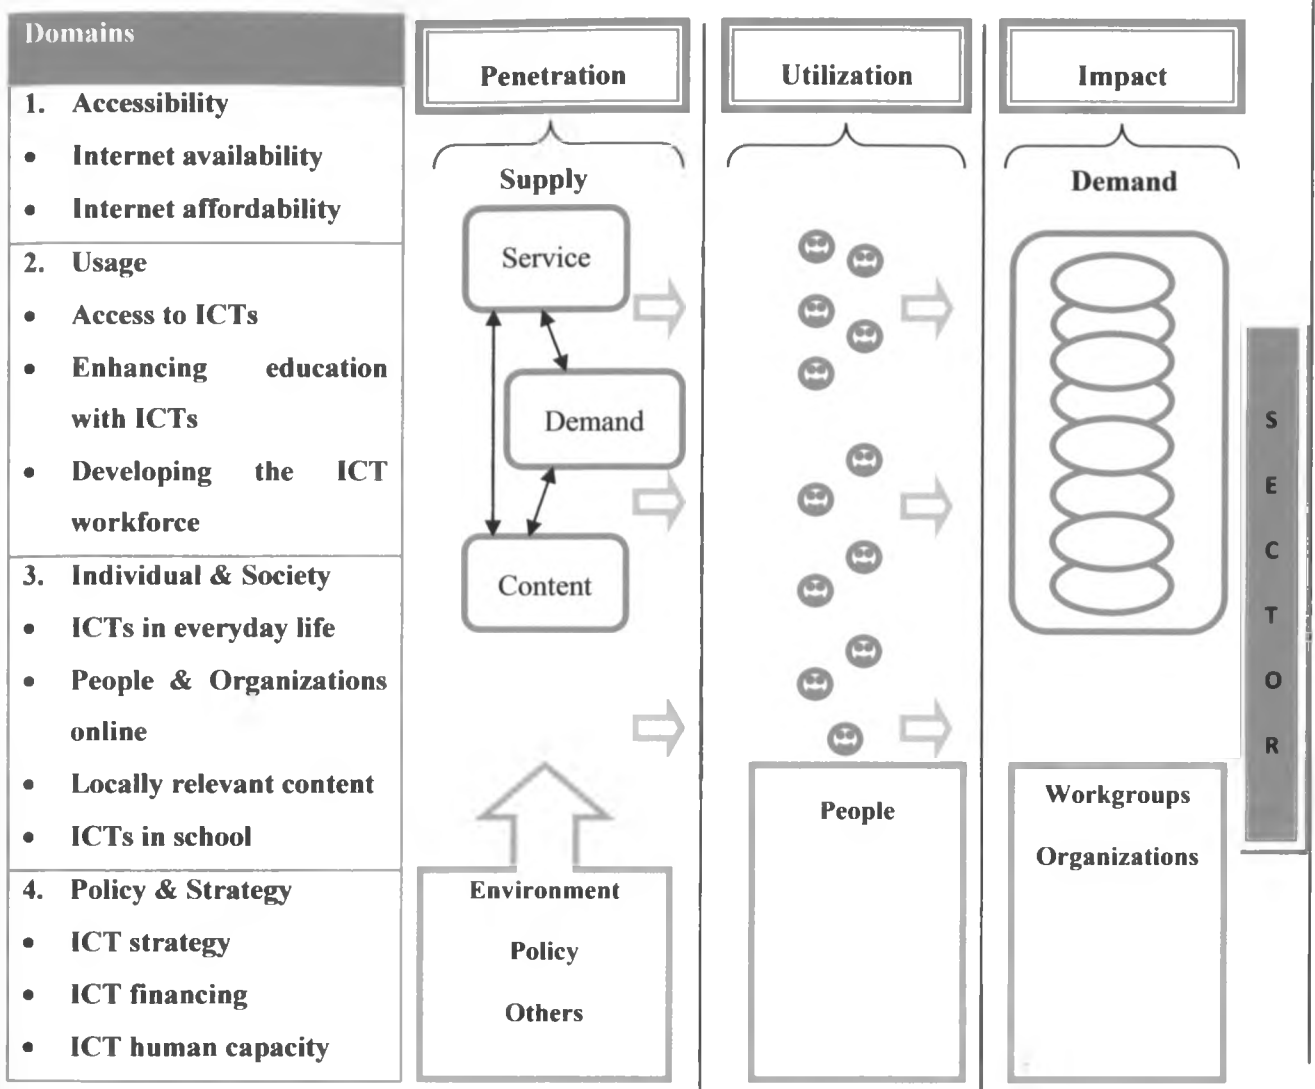 Domains
1. Accessibility
• Internet availability
• Internet affordability
2. Usage
• Access to ICTs
• Enhancing education
with ICTs
• Developing the ICT
workforce
3. Individual & Society
• ICTs in everyday life
• People & Organizations
online
• Locally relevant content
• ICTs in school
4. Policy & Strategy
• ICT strategy
• ICT financing
• ICT human capacity
Penetration
Supply
Service
Demand
Content
Environment
Policy
Others
Utilization
People
Impact
Demand
Workgroups
Organizations
S
E
C
T
O
R